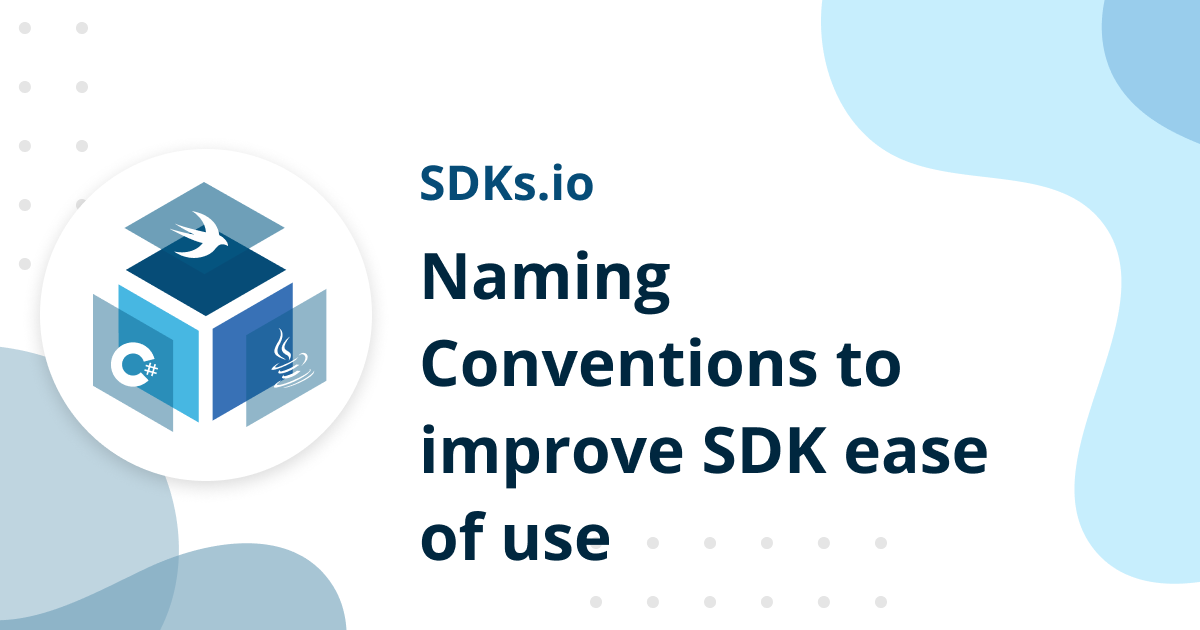 SDKs.io
Naming
Conventions to
improve SDK ease
of use
C#